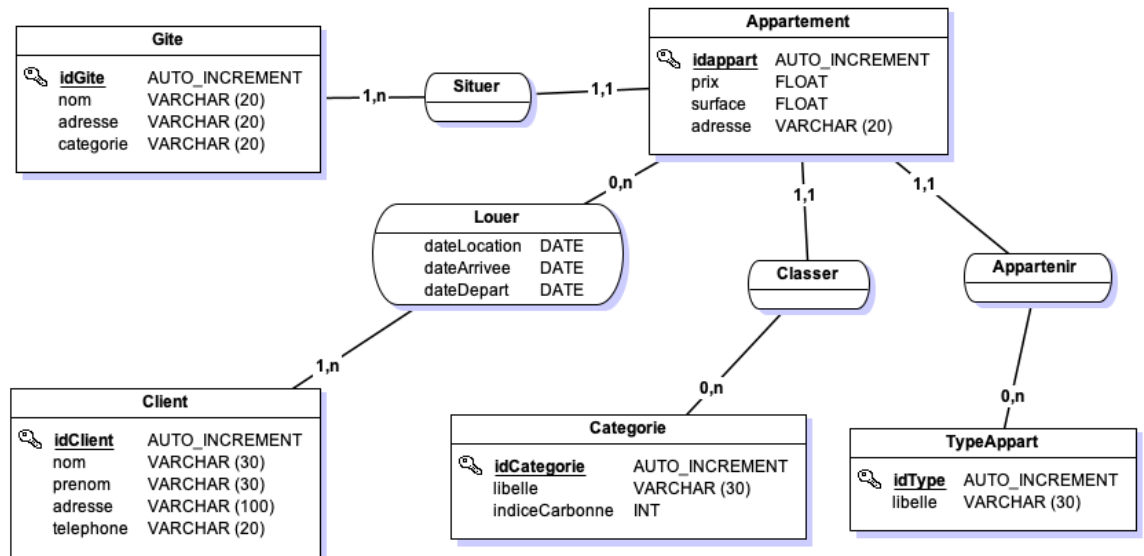 Gite
idGite AUTO_INCREMENT
nom VARCHAR (20)
adresse VARCHAR (20)
categorie VARCHAR (20)
1,n
Situer
1,1
Appartement
idappart AUTO_INCREMENT
prix FLOAT
surface FLOAT
adresse VARCHAR (20)
0,n
1,1
1,1
Louer
dateLocation DATE
dateArrivee DATE
dateDepart DATE
Classer
Appartenir
1,n
0,n
0,n
Client
idClient AUTO_INCREMENT
nom VARCHAR (30)
prenom VARCHAR (30)
adresse VARCHAR (100)
telephone VARCHAR (20)
Categorie
idCategorie AUTO_INCREMENT
libelle VARCHAR (30)
indiceCarbonne INT
TypeAppart
idType AUTO_INCREMENT
libelle VARCHAR (30)